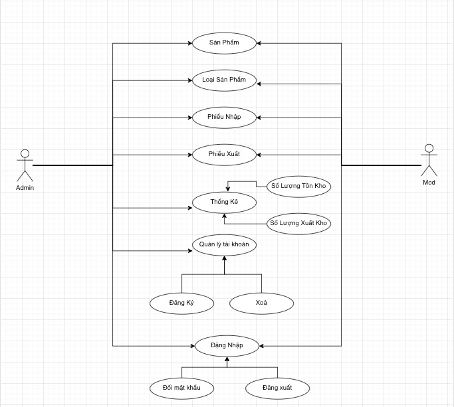 Sản Phẩm
Loại Sản Phẩm
Phiếu Nhập
Phiếu Xuất
Admin
Mod
Số Lượng Tồn Kho
Thống Kê
Số Lượng Xuất Kho
Quản lý tài khoản
Đăng Ký
Xoá
Đăng Nhập
Đổi mật khẩu
Đăng xuất